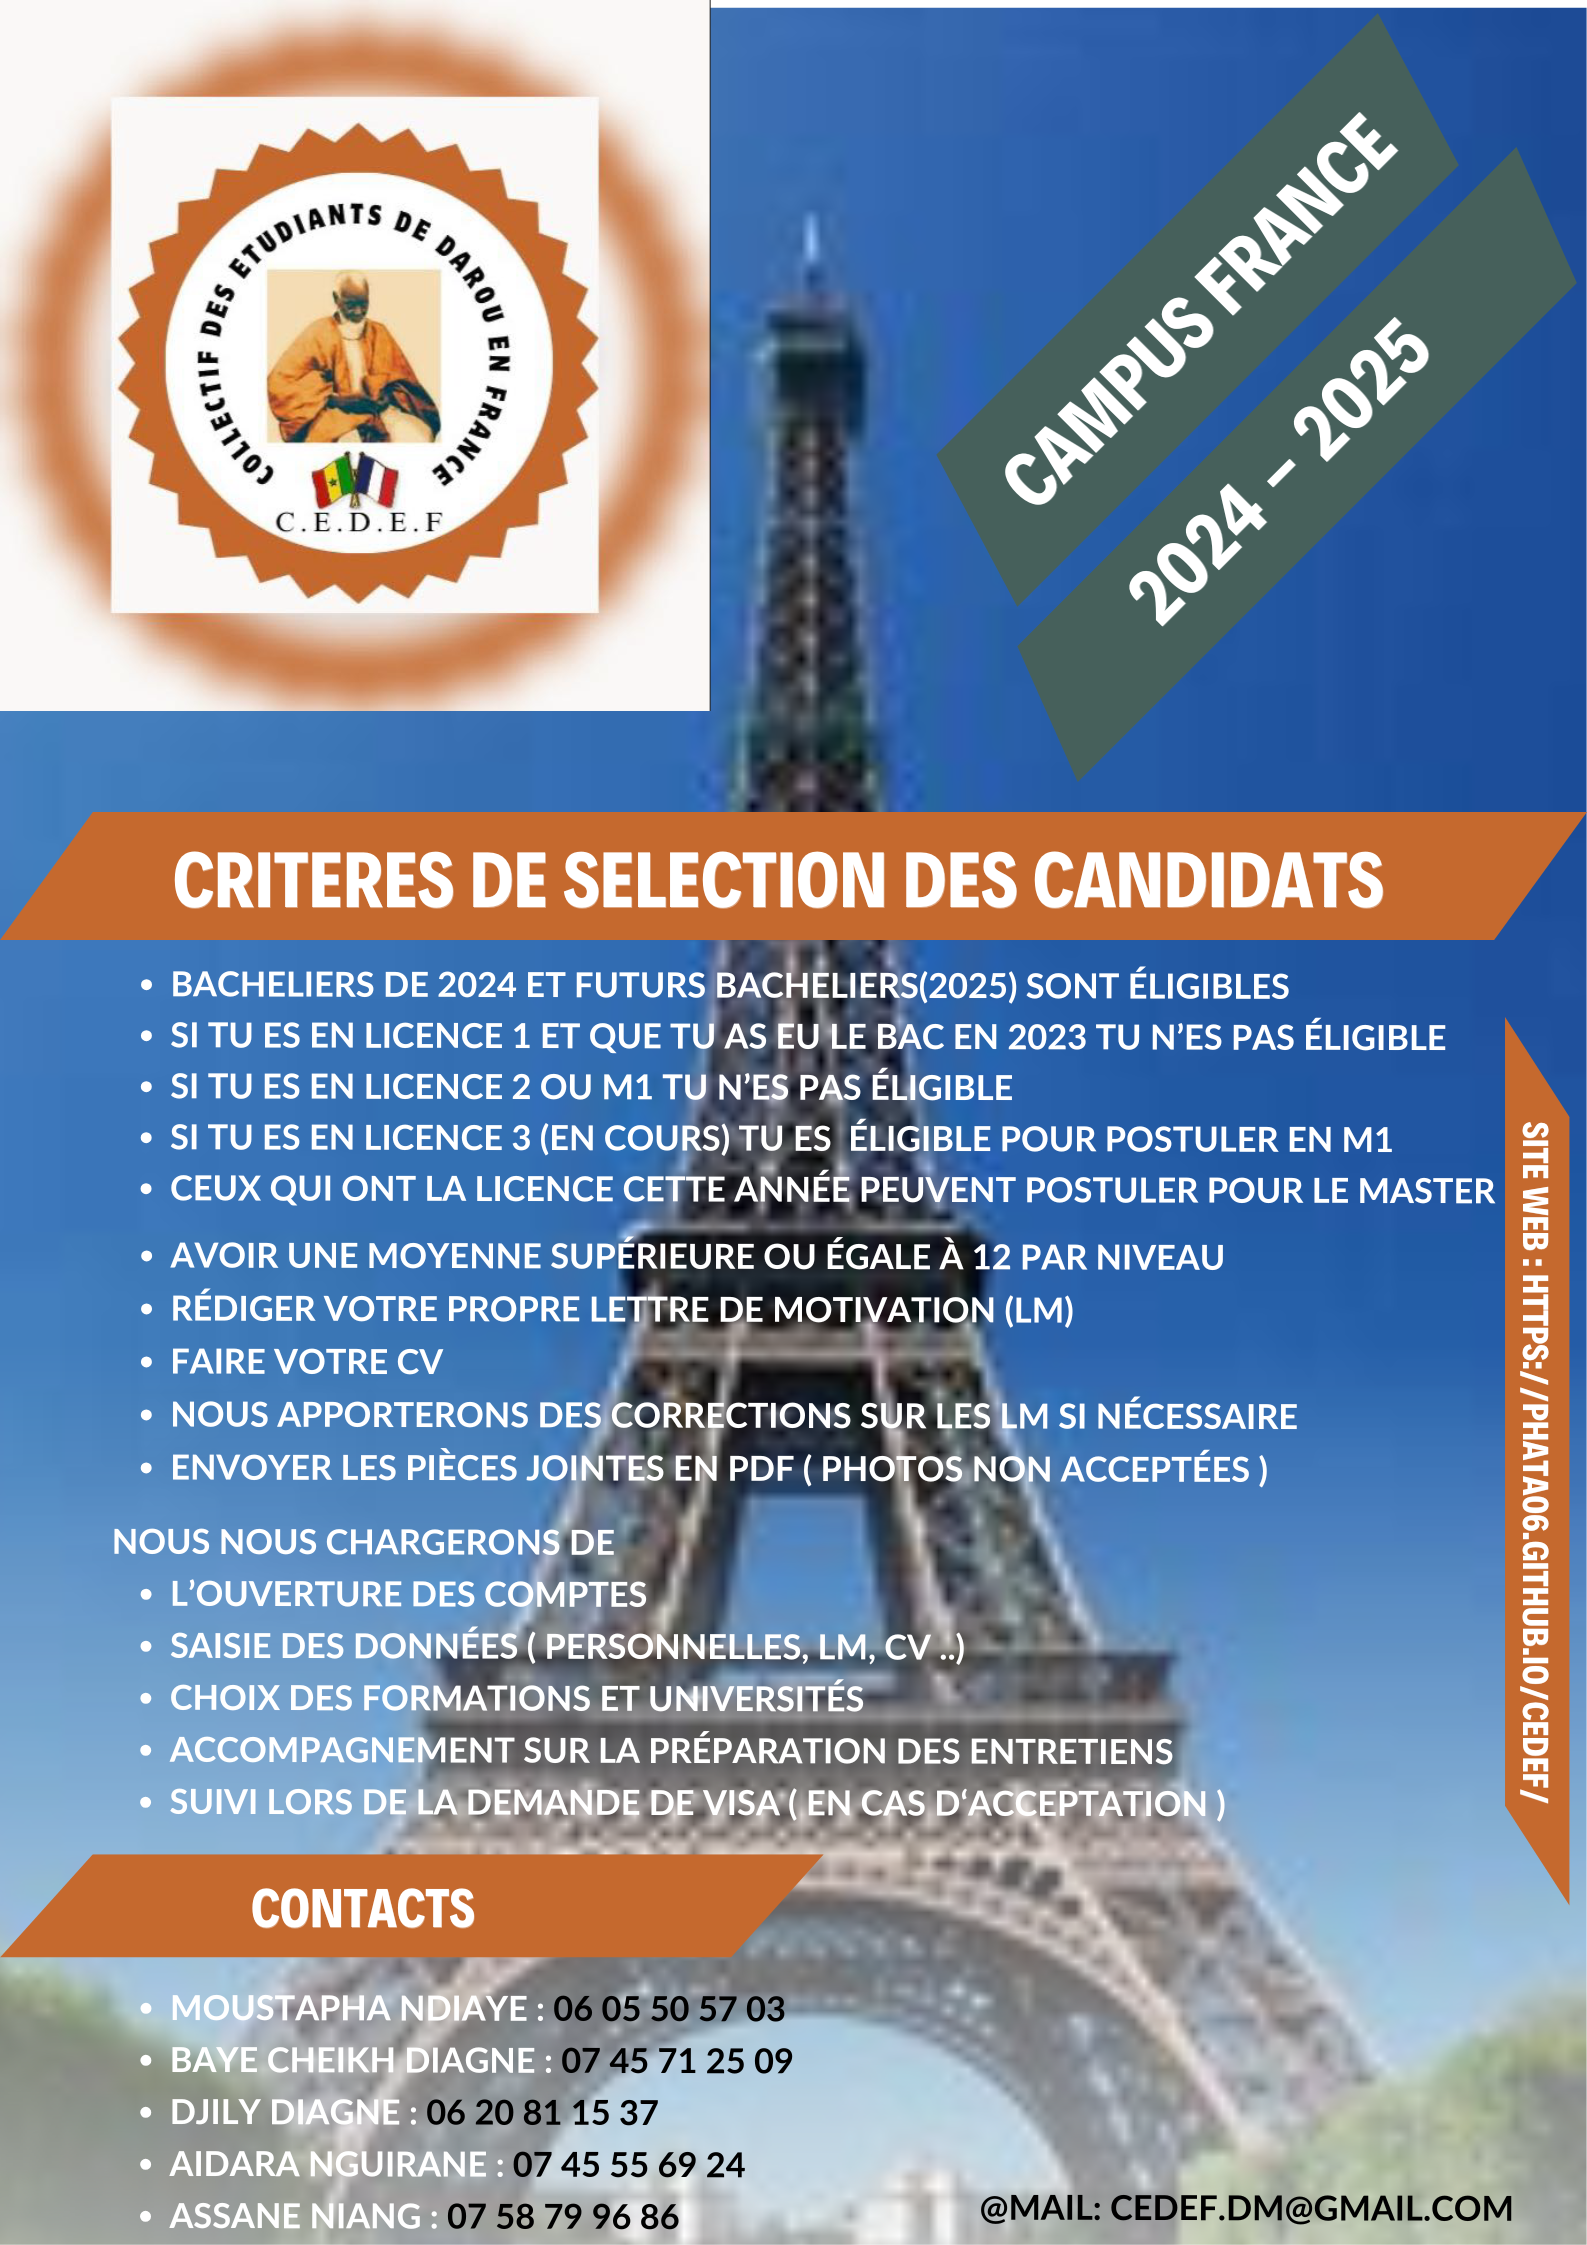 COLLECTIF DES ETUDIANTS DE DAROU EN FRANCE
C.E.D.E.F
CAMPUS FRANCE
2024 – 2025
CRITERES DE SELECTION DES CANDIDATS
• BACHELIERS DE 2024 ET FUTURS BACHELIERS(2025) SONT ÉLIGIBLES
• SI TU ES EN LICENCE 1 ET QUE TU AS EU LE BAC EN 2023 TU N’ES PAS ÉLIGIBLE
• SI TU ES EN LICENCE 2 OU M1 TU N’ES PAS ÉLIGIBLE
• SI TU ES EN LICENCE 3 (EN COURS) TU ES ÉLIGIBLE POUR POSTULER EN M1
• CEUX QUI ONT LA LICENCE CETTE ANNÉE PEUVENT POSTULER POUR LE MASTER
• AVOIR UNE MOYENNE SUPÉRIEURE OU ÉGALE À 12 PAR NIVEAU
• RÉDIGER VOTRE PROPRE LETTRE DE MOTIVATION (LM)
• FAIRE VOTRE CV
• NOUS APPORTERONS DES CORRECTIONS SUR LES LM SI NÉCESSAIRE
• ENVOYER LES PIÈCES JOINTES EN PDF ( PHOTOS NON ACCEPTÉES )
NOUS NOUS CHARGERONS DE
• L’OUVERTURE DES COMPTES
• SAISIE DES DONNÉES ( PERSONNELLES, LM, CV ..)
• CHOIX DES FORMATIONS ET UNIVERSITÉS
• ACCOMPAGNEMENT SUR LA PRÉPARATION DES ENTRETIENS
• SUIVI LORS DE LA DEMANDE DE VISA ( EN CAS D‘ACCEPTATION )
SITE WEB : HTTPS://PHATA06.GITHUB.IO/CEDEF/
CONTACTS
• MOUSTAPHA NDIAYE : 06 05 50 57 03
• BAYE CHEIKH DIAGNE : 07 45 71 25 09
• DJILY DIAGNE : 06 20 81 15 37
• AIDARA NGUIRANE : 07 45 55 69 24
• ASSANE NIANG : 07 58 79 96 86
@MAIL: CEDEF.DM@GMAIL.COM